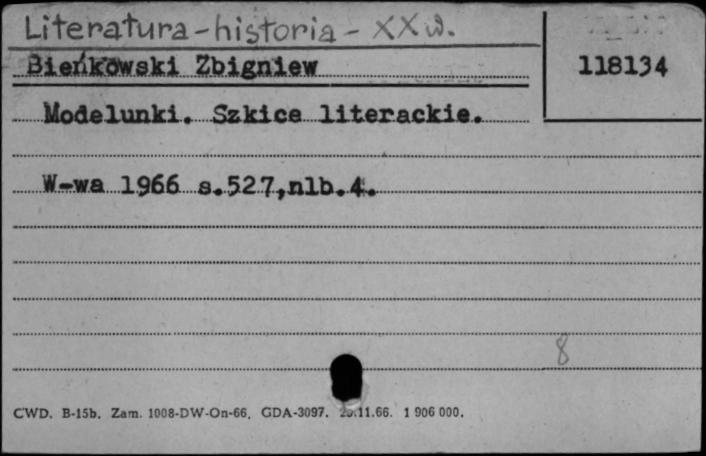 Literatura-historia - XX w.
Bieńkowski Zbigniew
118134
Modelunki. Szkice literackie.
W-wa 1966 s.527,nlb.4.
8
CWD. B-15b. Zam. 1008-DW-On-66. GDA-3097. 11.66. 1 906 000.